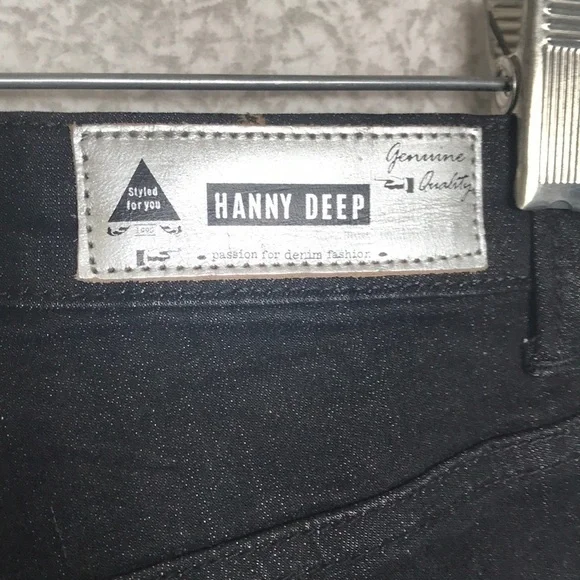 Styled
for you
HANNY DEEP
Genuine
Quality
passion for denim fashion